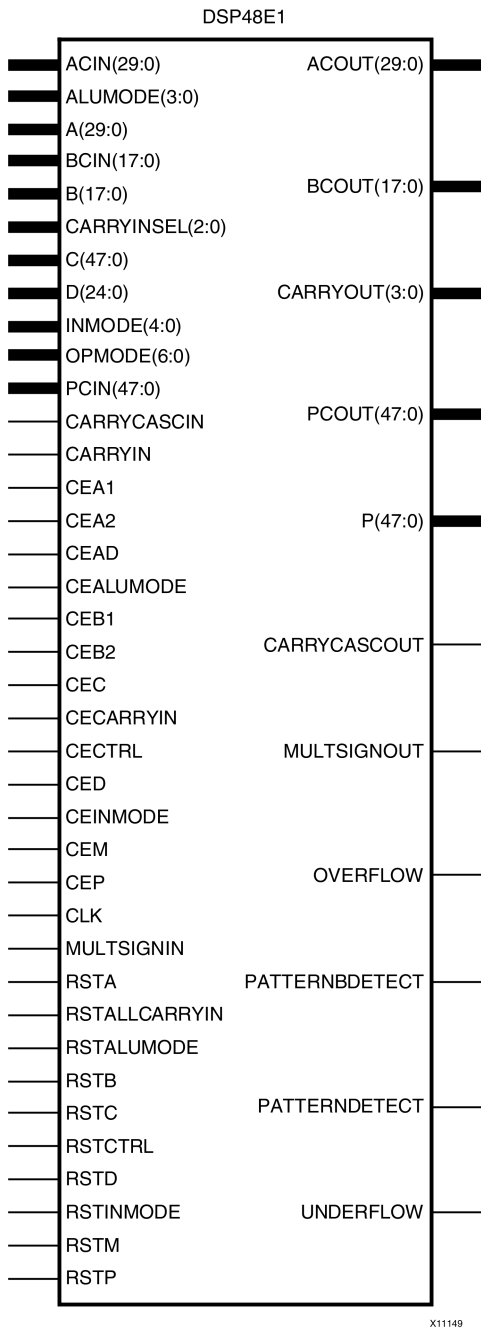 DSP48E1
ACIN(29:0)
ACOUT(29:0)
ALUMODE(3:0)
A(29:0)
BCIN(17:0)
BCOUT(17:0)
B(17:0)
CARRYINSEL(2:0)
C(47:0)
D(24:0)
CARRYOUT(3:0)
INMODE(4:0)
OPMODE(6:0)
PCIN(47:0)
PCOUT(47:0)
CARRYCASCIN
CARRYIN
CEA1
CEA2
P(47:0)
CEAD
CEALUMODE
CEB1
CEB2
CARRYCASCOUT
CEC
CECARRYIN
CECTRL
MULTSIGNOUT
CED
CEINMODE
CEM
CEP
OVERFLOW
CLK
MULTSIGNIN
RSTA
PATTERNBDETECT
RSTALLCARRYIN
RSTALUMODE
RSTB
RSTC
PATTERNDETECT
RSTCTRL
RSTD
RSTINMODE
UNDERFLOW
RSTM
RSTP
X11149